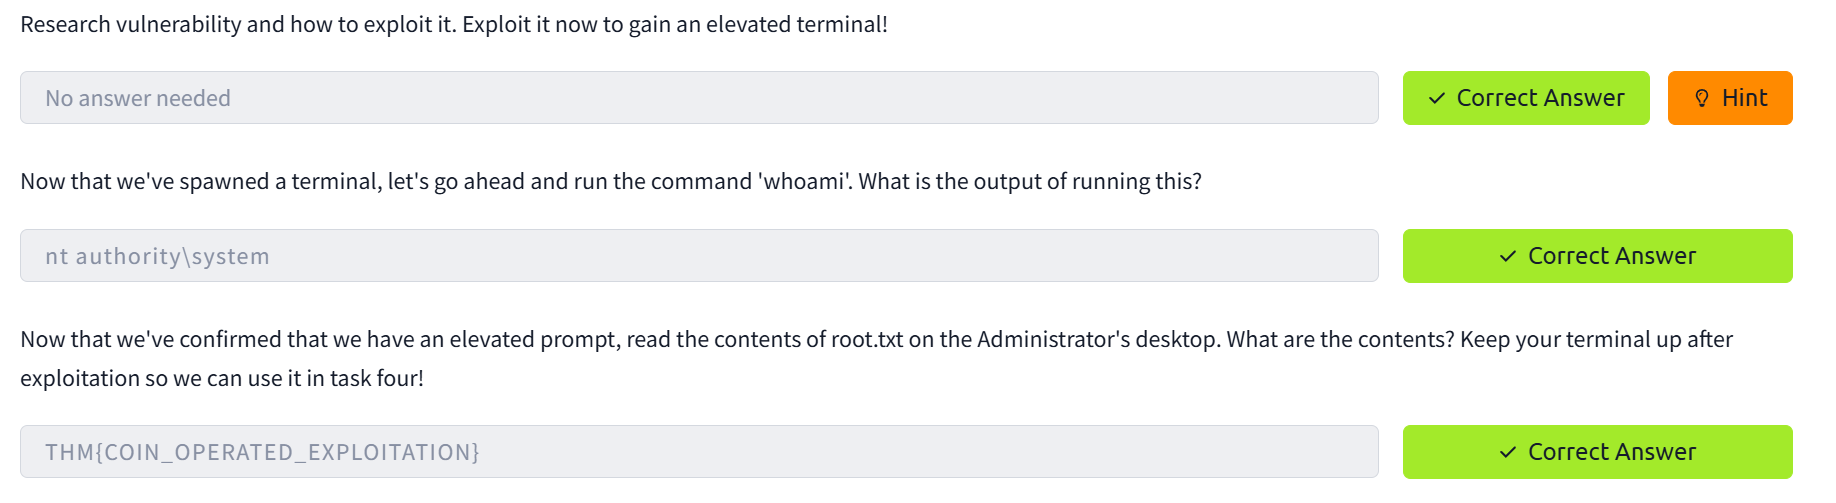 Research vulnerability and how to exploit it. Exploit it now to gain an elevated terminal!
No answer needed
Correct Answer
Hint
Now that we've spawned a terminal, let's go ahead and run the command 'whoami'. What is the output of running this?
nt authority\system
Correct Answer
Now that we've confirmed that we have an elevated prompt, read the contents of root.txt on the Administrator's desktop. What are the contents? Keep your terminal up after
exploitation so we can use it in task four!
THM{COIN_OPERATED_EXPLOITATION}
Correct Answer